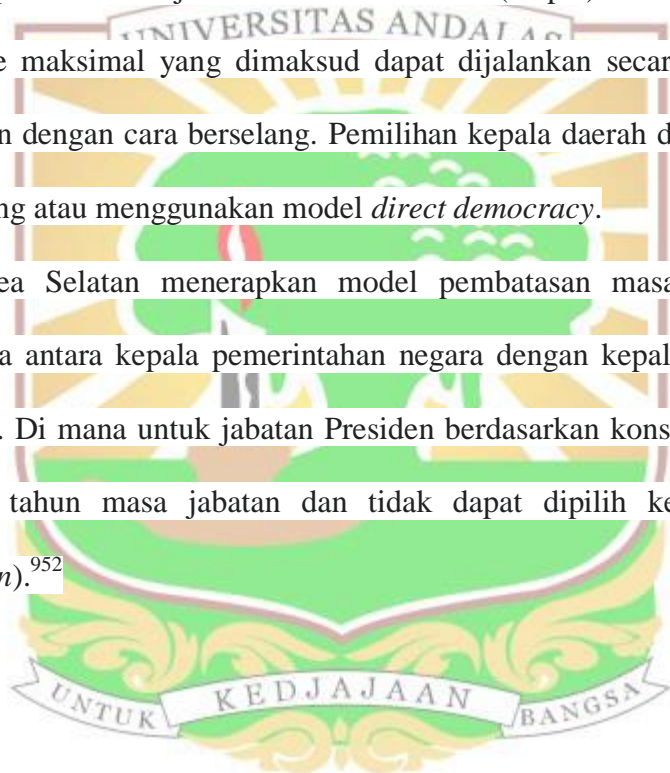 UNIVERSITAS ANDALAS
e maksimal yang dimaksud dapat dijalankan secar
n dengan cara berselang. Pemilihan kepala daerah d
ng atau menggunakan model direct democracy.
ea Selatan menerapkan model pembatasan masa
a antara kepala pemerintahan negara dengan kepal
. Di mana untuk jabatan Presiden berdasarkan kons
tahun masa jabatan dan tidak dapat dipilih ke
n).952
UNTUK KEDJAJAAN BANGSA